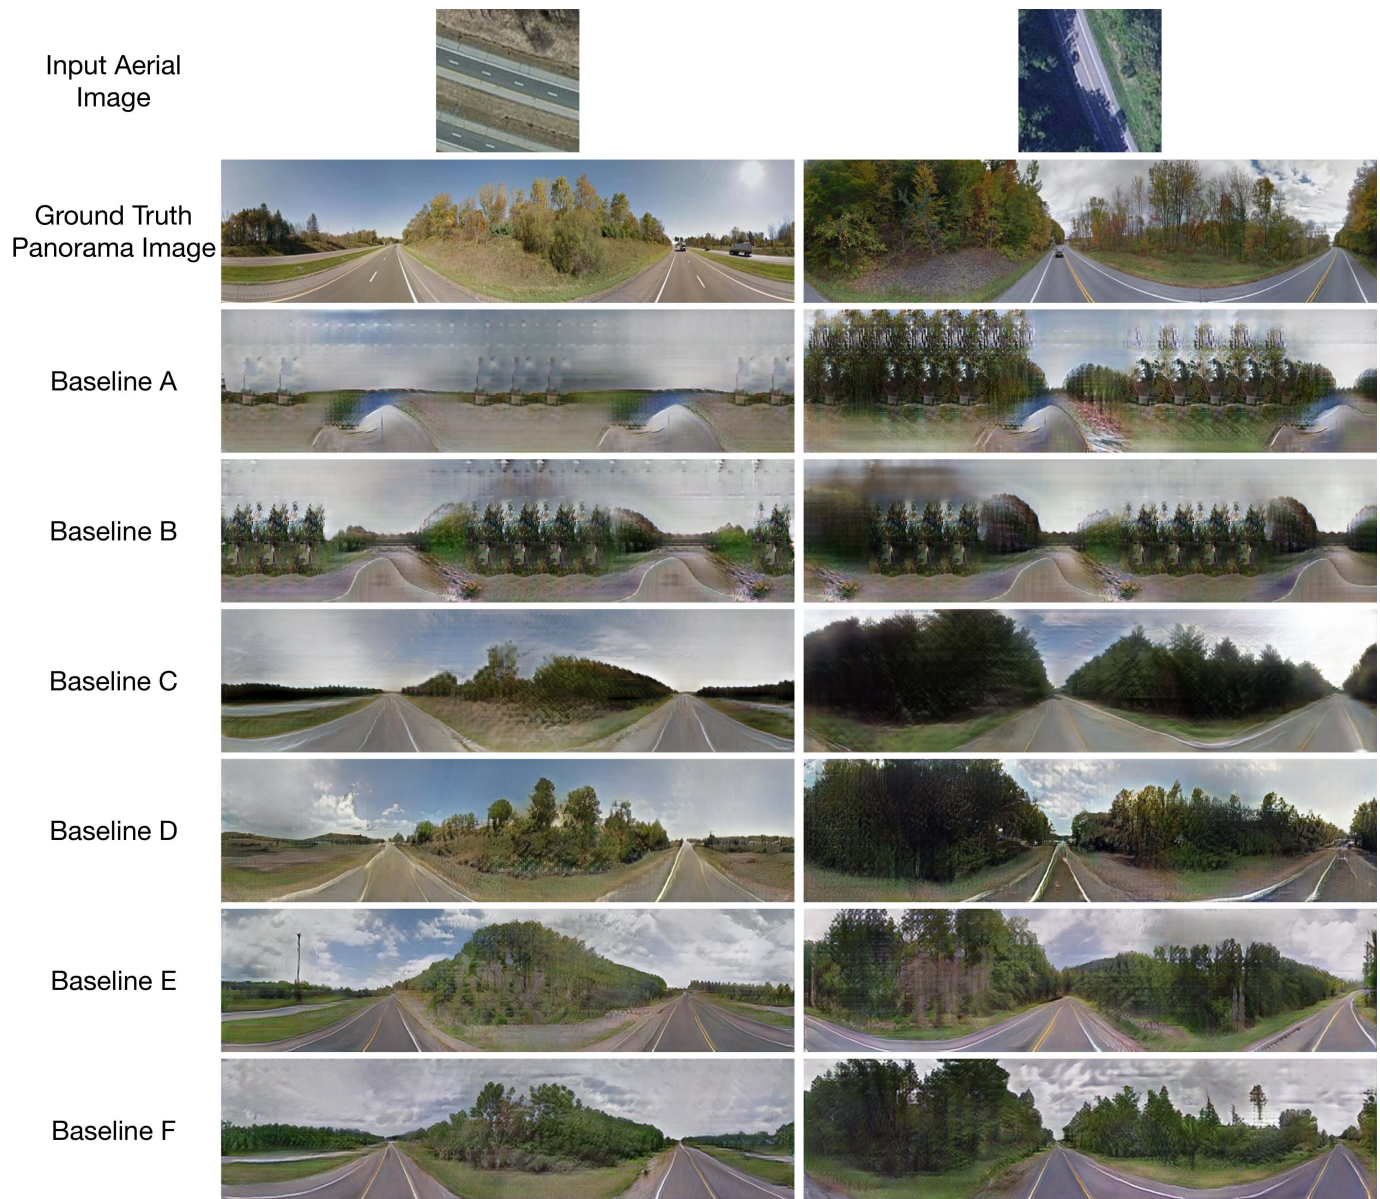 Input Aerial
Image
Ground Truth
Panorama Image
Baseline A
Baseline B
Baseline C
Baseline D
Baseline E
Baseline F